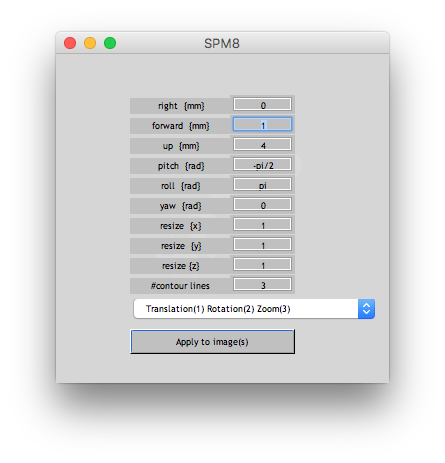 SPM8
right {mm} 0
forward {mm} 1
up {mm} 4
pitch {rad} -pi/2
roll {rad} pi
yaw {rad} 0
resize {x} 1
resize {y} 1
resize {z} 1
#contour lines 3
Translation(1) Rotation(2) Zoom(3)
Apply to image(s)